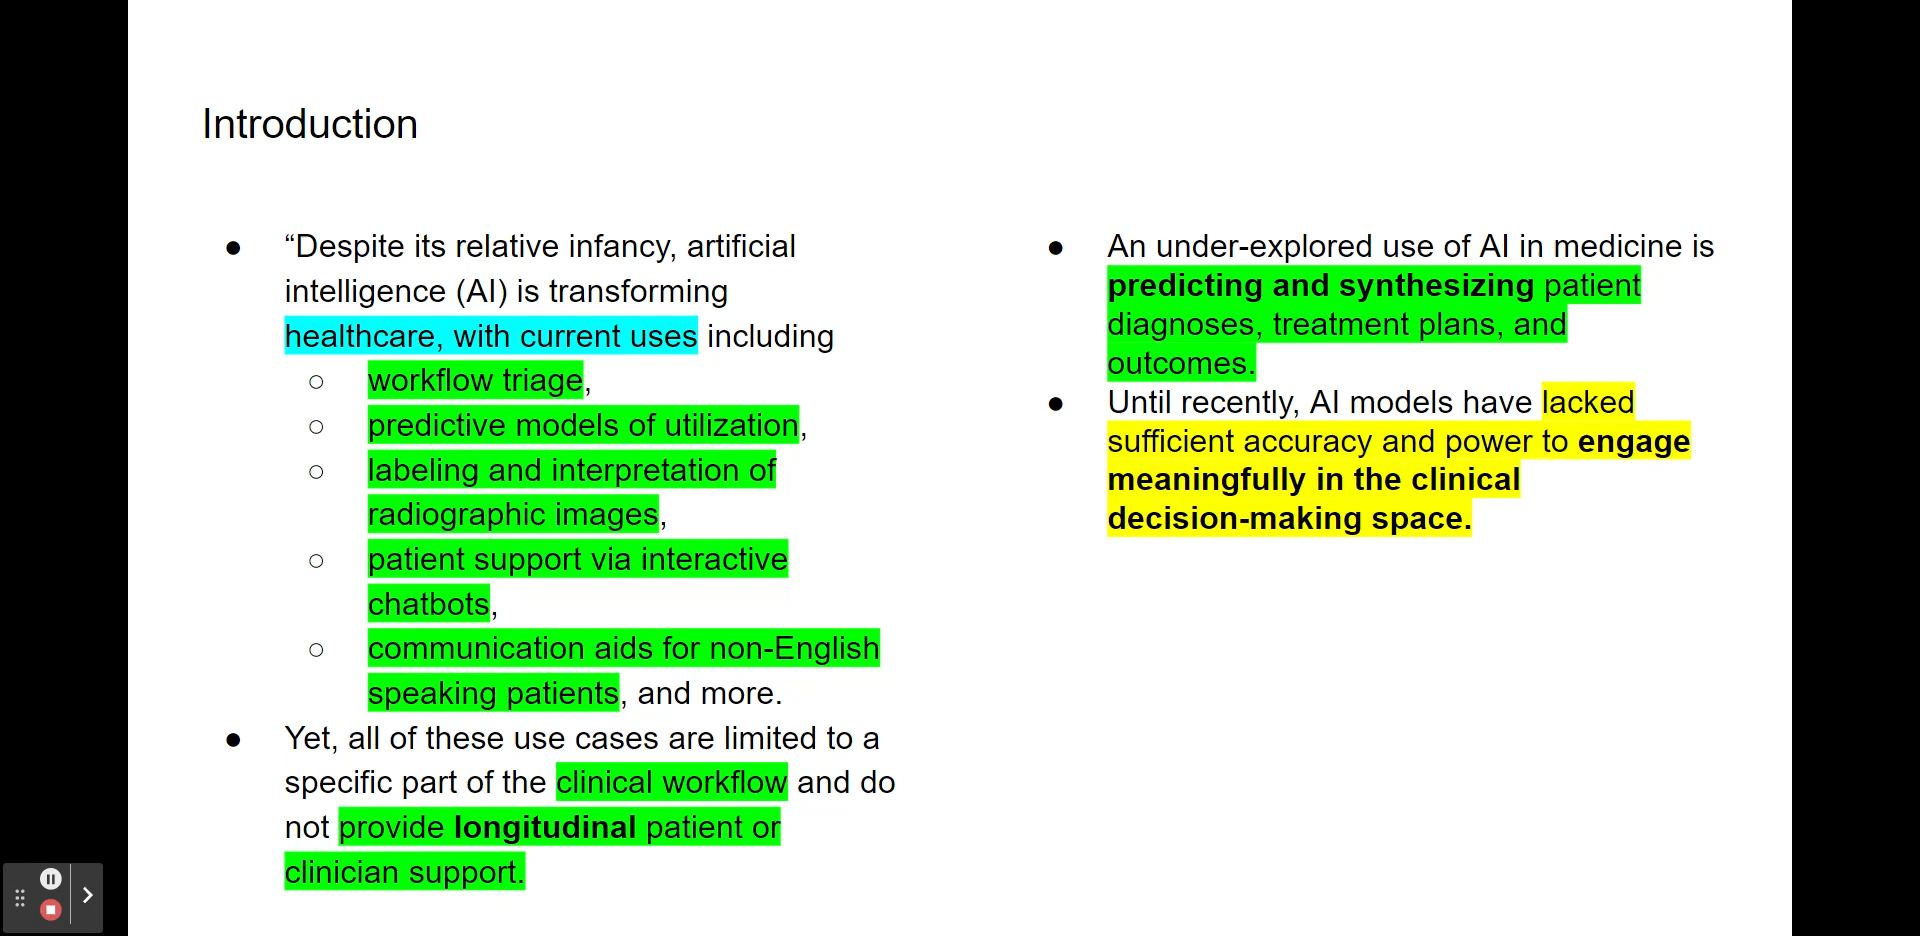 Introduction
● “Despite its relative infancy, artificial
intelligence (AI) is transforming
healthcare, with current uses including
○ workflow triage,
○ predictive models of utilization,
○ labeling and interpretation of
radiographic images,
○ patient support via interactive
chatbots,
○ communication aids for non-English
speaking patients, and more.
● Yet, all of these use cases are limited to a
specific part of the clinical workflow and do
not provide longitudinal patient or
clinician support.
● An under-explored use of AI in medicine is
predicting and synthesizing patient
diagnoses, treatment plans, and
outcomes.
● Until recently, AI models have lacked
sufficient accuracy and power to engage
meaningfully in the clinical
decision-making space.